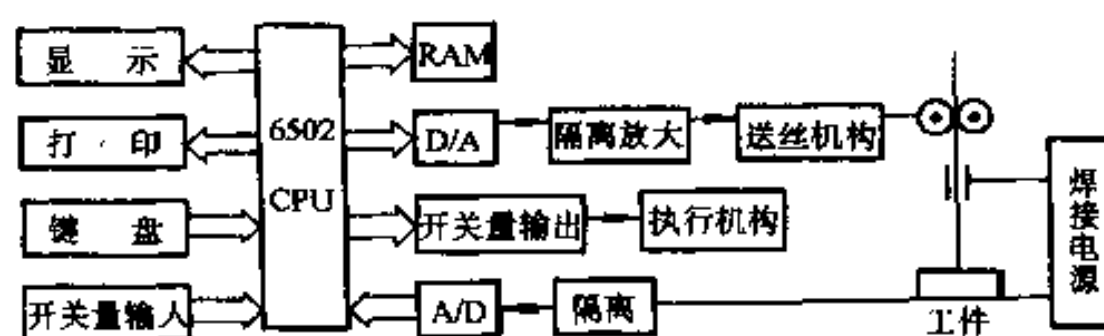 显 示
打 印
键 盘
开关量输人
6502
CPU
RAM
D/A
隔离放大
送丝机构
开关量输出
执行机构
A/D
隔离
工件
焊接电源